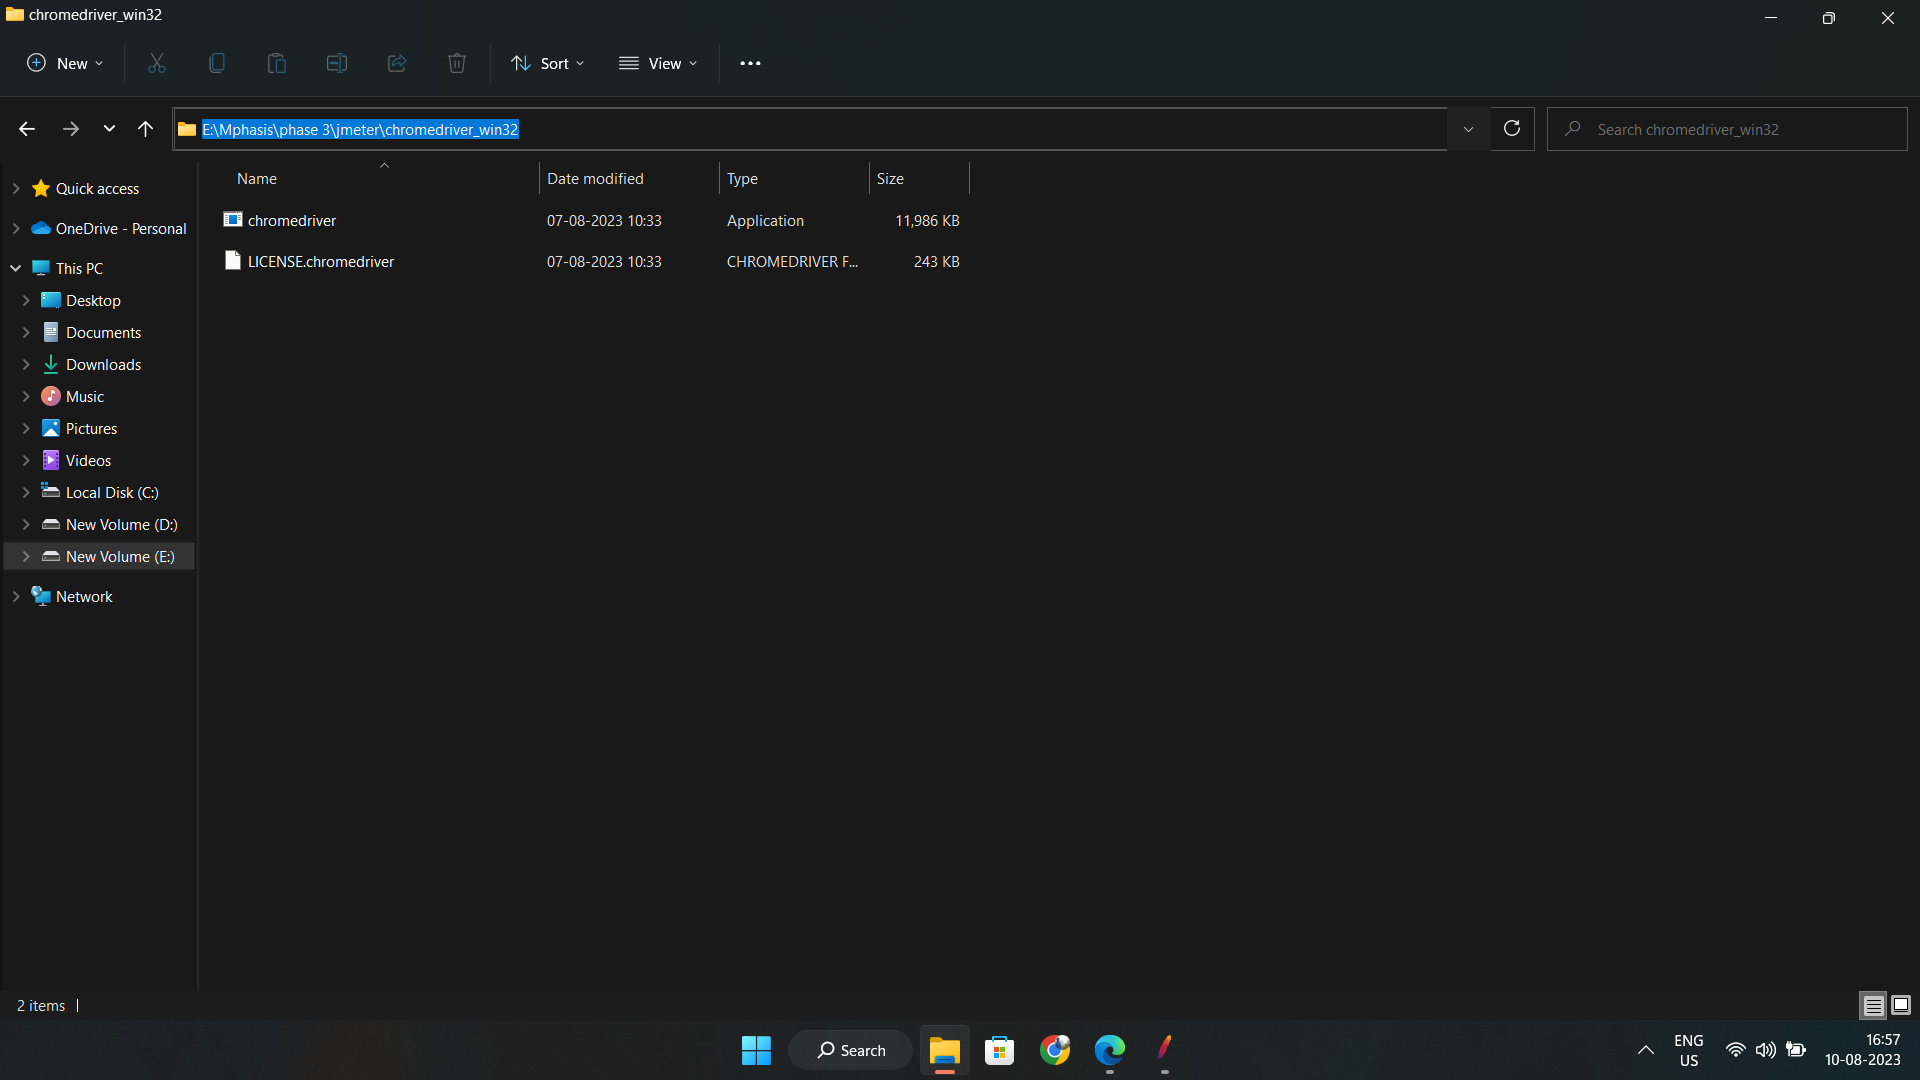 chromedriver_win32
New
Sort
View
E:\Mphasis\phase 3\jmeter\chromedriver_win32
Search chromedriver_win32
Quick access
OneDrive - Personal
This PC
Desktop
Documents
Downloads
Music
Pictures
Videos
Local Disk (C:)
New Volume (D:)
New Volume (E:)
Network
Name Date modified Type Size
chromedriver 07-08-2023 10:33 Application 11,986 KB
LICENSE.chromedriver 07-08-2023 10:33 CHROMEDRIVER F... 243 KB
2 items
Search
ENG
US
16:57
10-08-2023